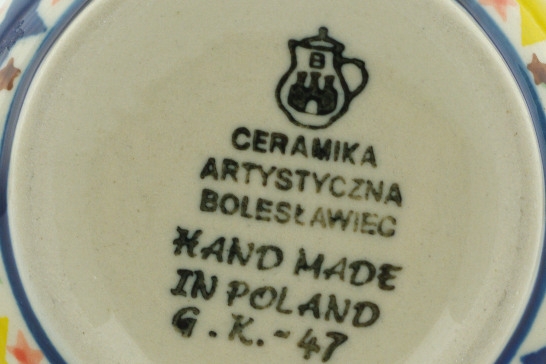 CERAMIKA
ARTYSTYCZNA
BOLESŁAWIEC
HAND MADE
IN POLAND
G.K.-47